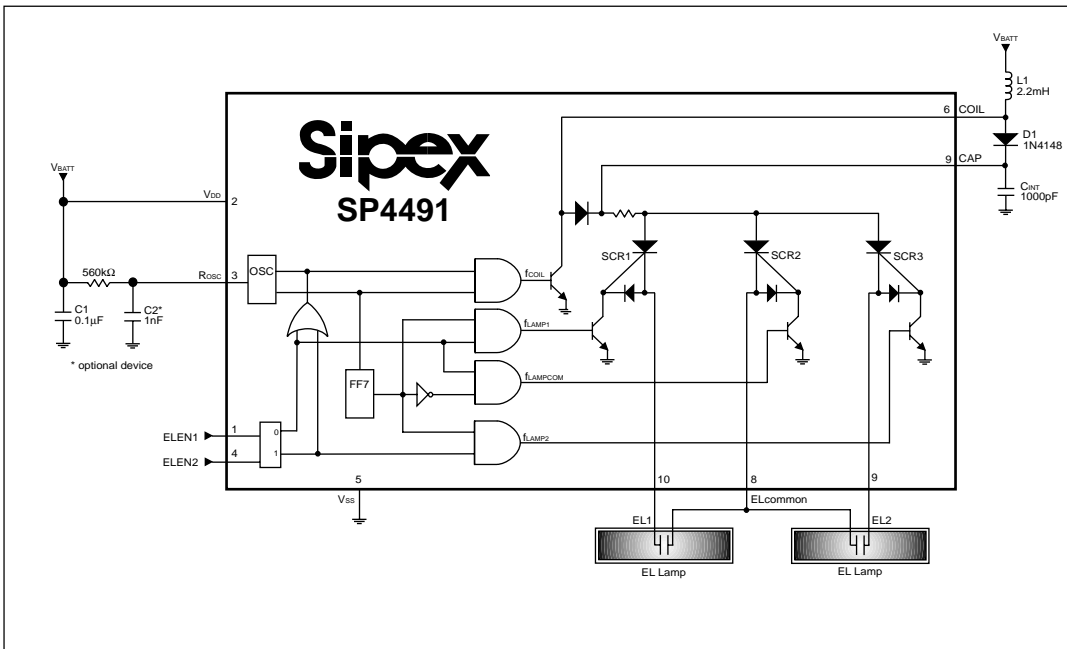 VBATT
L1
2.2mH
6 COIL
D1
1N4148
9 CAP
CINT
1000pF
Sipex
SP4491
VBATT
VDD
2
560kΩ
ROSC
3
OSC
C1
0.1µF
C2*
1nF
* optional device
fCOIL
SCR1
SCR2
SCR3
fLAMP1
FF7
fLAMPCOM
fLAMP2
ELEN1
1
0
ELEN2
4
1
5
VSS
10
8
9
ELcommon
EL1
EL2
EL Lamp
EL Lamp